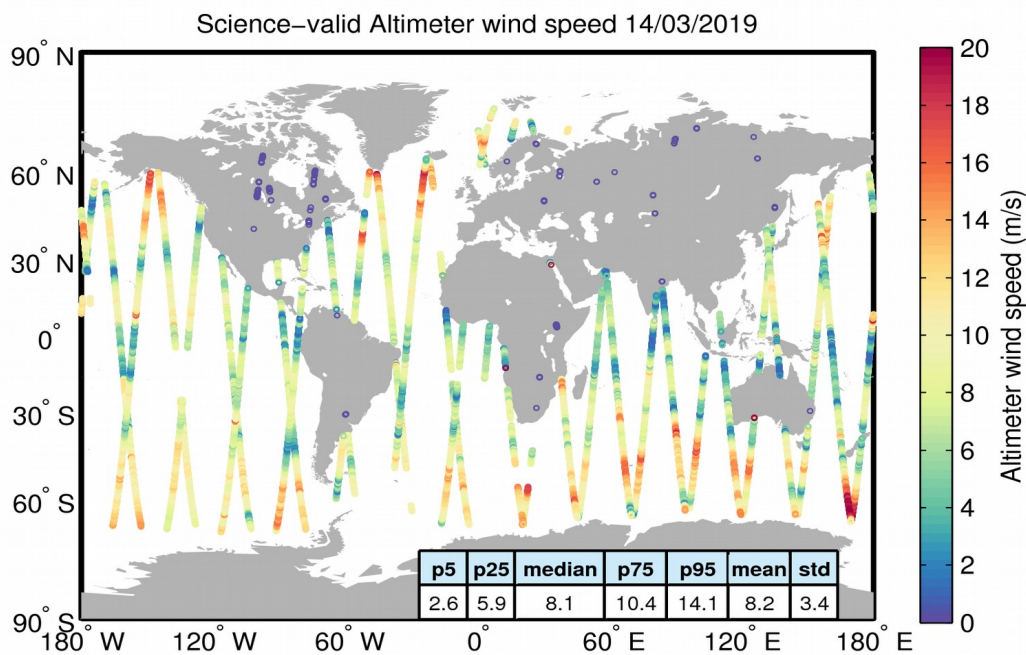 Science−valid Altimeter wind speed 14/03/2019
90° N
60° N
30° N
0°
30° S
60° S
90° S
180° W 120° W 60° W 0° 60° E 120° E 180° E
p5 p25 median p75 p95 mean std
2.6 5.9 8.1 10.4 14.1 8.2 3.4
20
18
16
14
12
10
8
6
4
2
0
Altimeter wind speed (m/s)